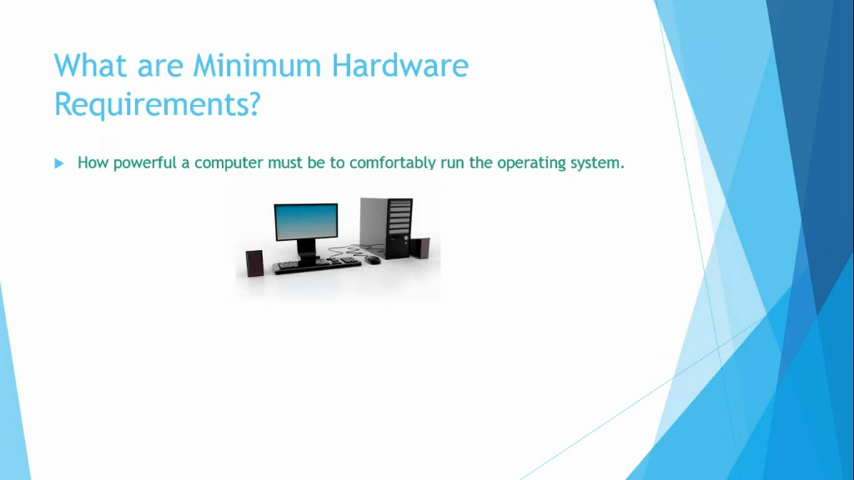 What are Minimum Hardware
Requirements?
How powerful a computer must be to comfortably run the operating system.